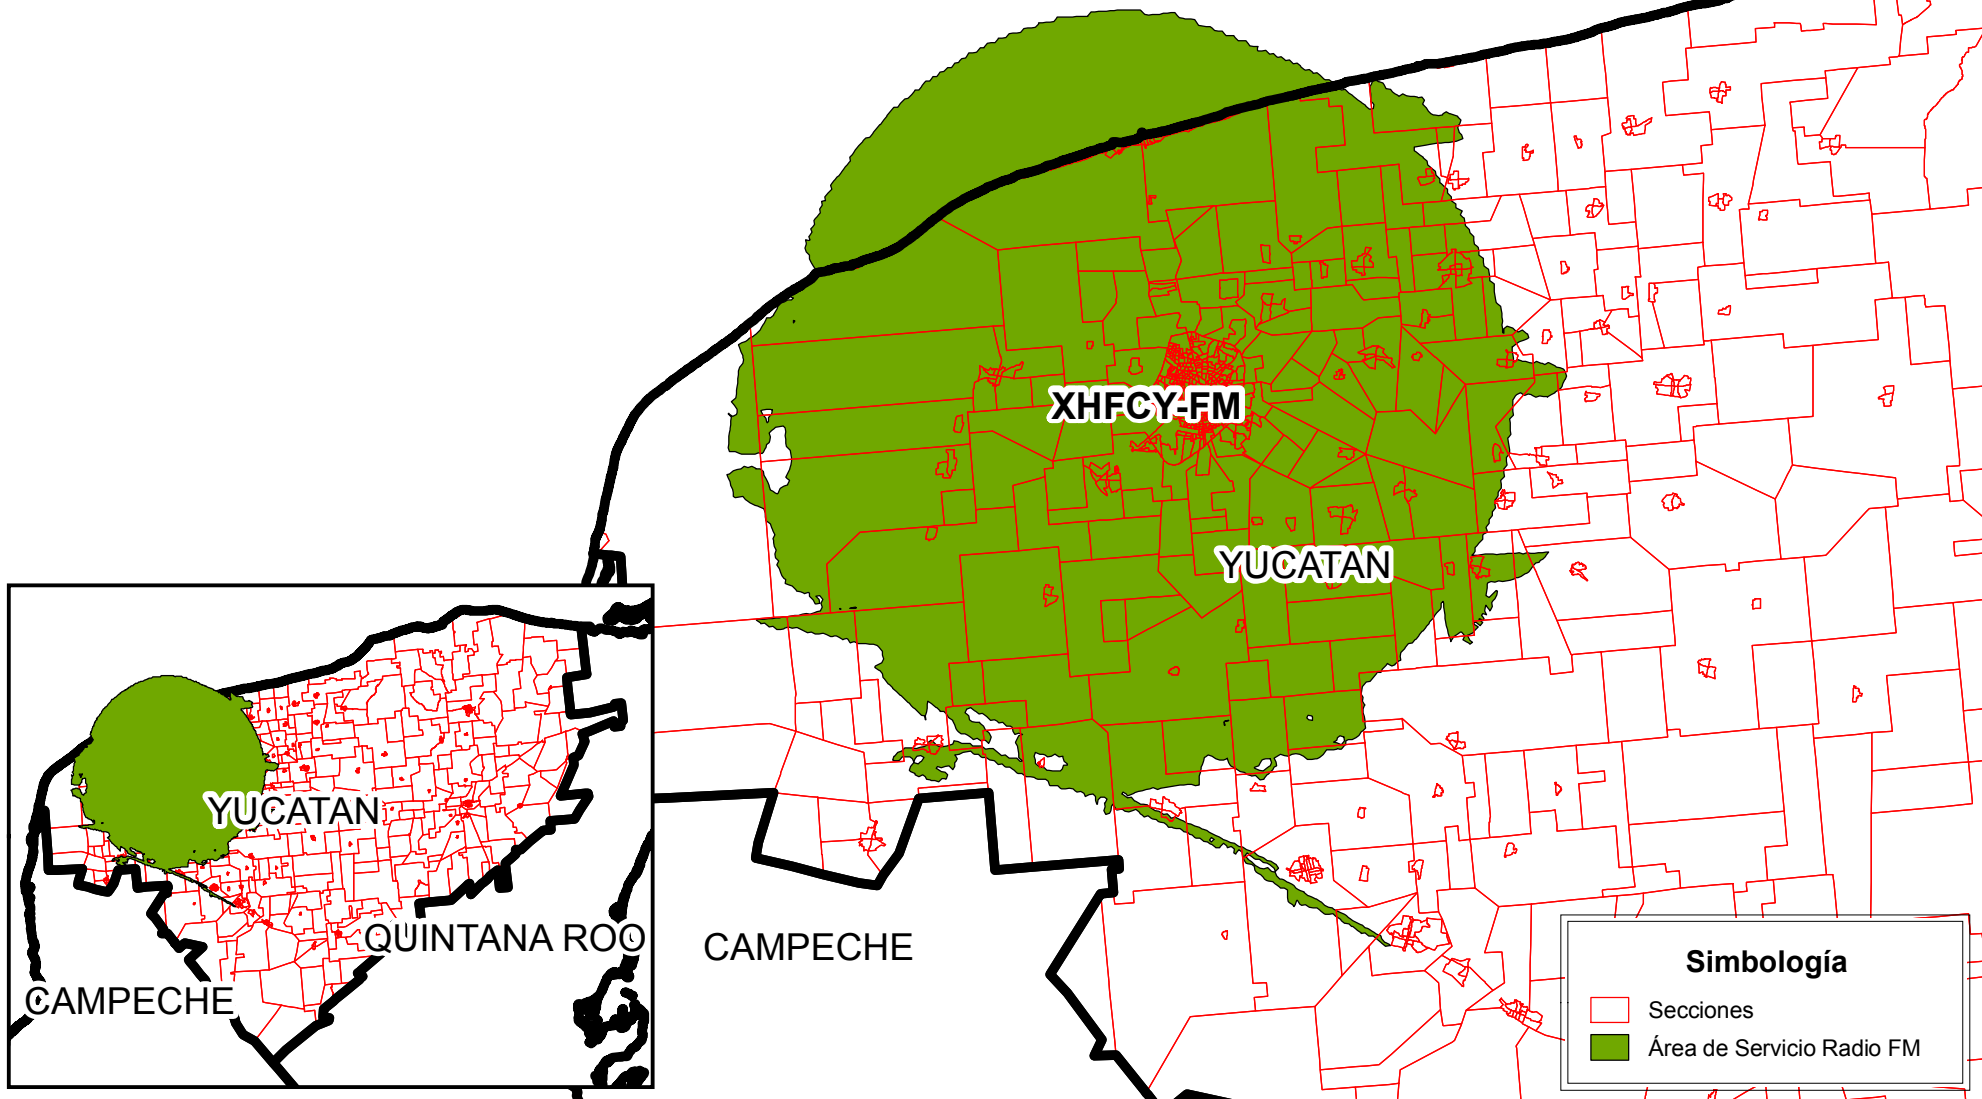 XHFCY-FM
YUCATAN
CAMPECHE
YUCATAN
QUINTANA ROO
CAMPECHE
Simbología
Secciones
Área de Servicio Radio FM